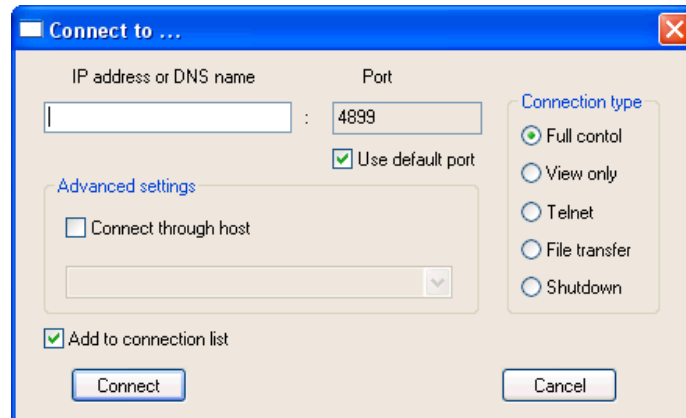 Connect to ...
IP address or DNS name
Port
:
4899
Use default port
Advanced settings
Connect through host
Connection type
Full contol
View only
Telnet
File transfer
Shutdown
Add to connection list
Connect
Cancel